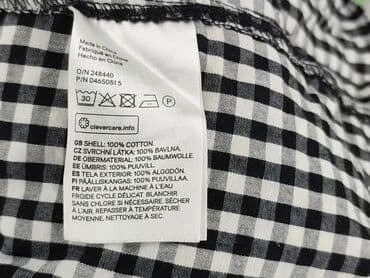 Made in China
Fabriqué en Chine
Hecho en China
O/N 248440
P/N 0465051 5
30 P
clevercare.info
GB SHELL: 100% COTTON.
CZ SVRCHNÍ LÁTKA: 100% BAVLNA.
DE OBERMATERIAL: 100% BAUMWOLLE.
EE ÜMBRIS: 100% PUUVILL.
ES TELA EXTERIOR: 100% ALGODÓN.
FI PÄÄLLISKANGAS: 100% PUUVILLAA.
FR LAVER À LA MACHINE À L'EAU
FROIDE CYCLE DÉLICAT. BLANCHIR
SANS CHLORE SI NÉCESSAIRE. SÉCHER
À L'AIR. REPASSER À TEMPÉRATURE
MOYENNE. NETTOYAGE À SEC.